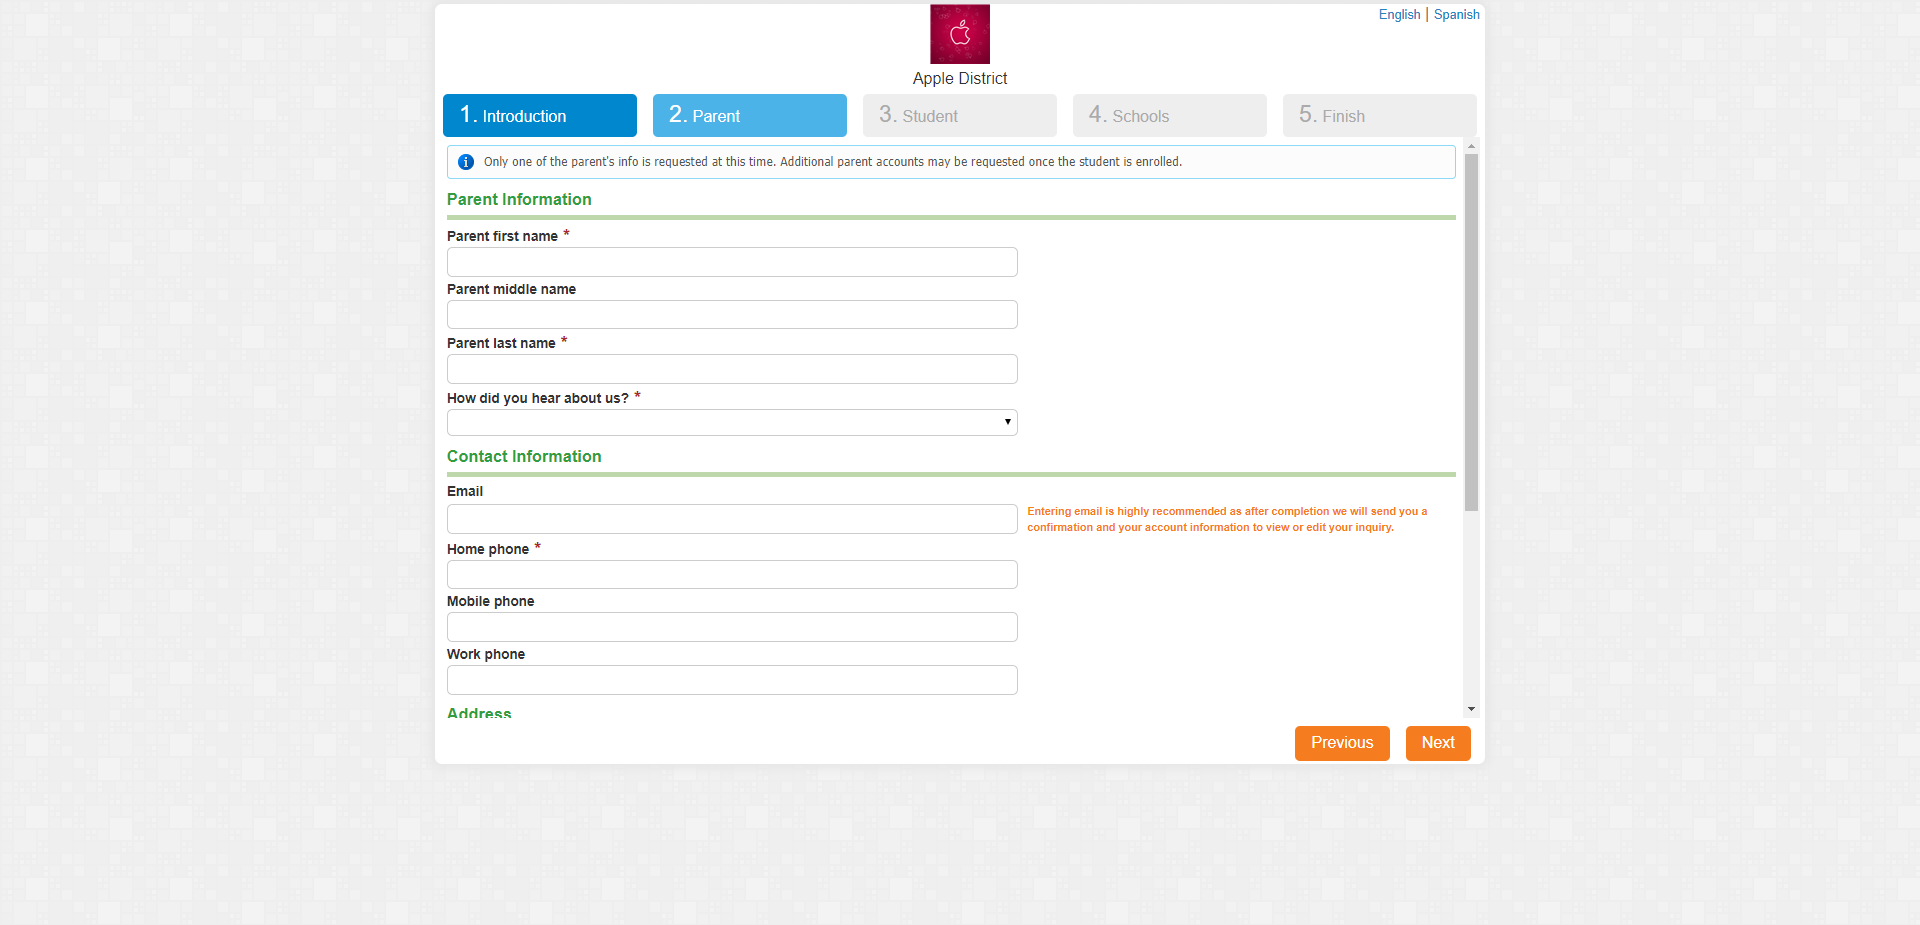 English | Spanish
Apple District
1. Introduction
2. Parent
3. Student
4. Schools
5. Finish
Only one of the parent's info is requested at this time. Additional parent accounts may be requested once the student is enrolled.
Parent Information
Parent first name *
Parent middle name
Parent last name *
How did you hear about us? *
Contact Information
Email
Entering email is highly recommended as after completion we will send you a
confirmation and your account information to view or edit your inquiry.
Home phone *
Mobile phone
Work phone
Address
Previous
Next